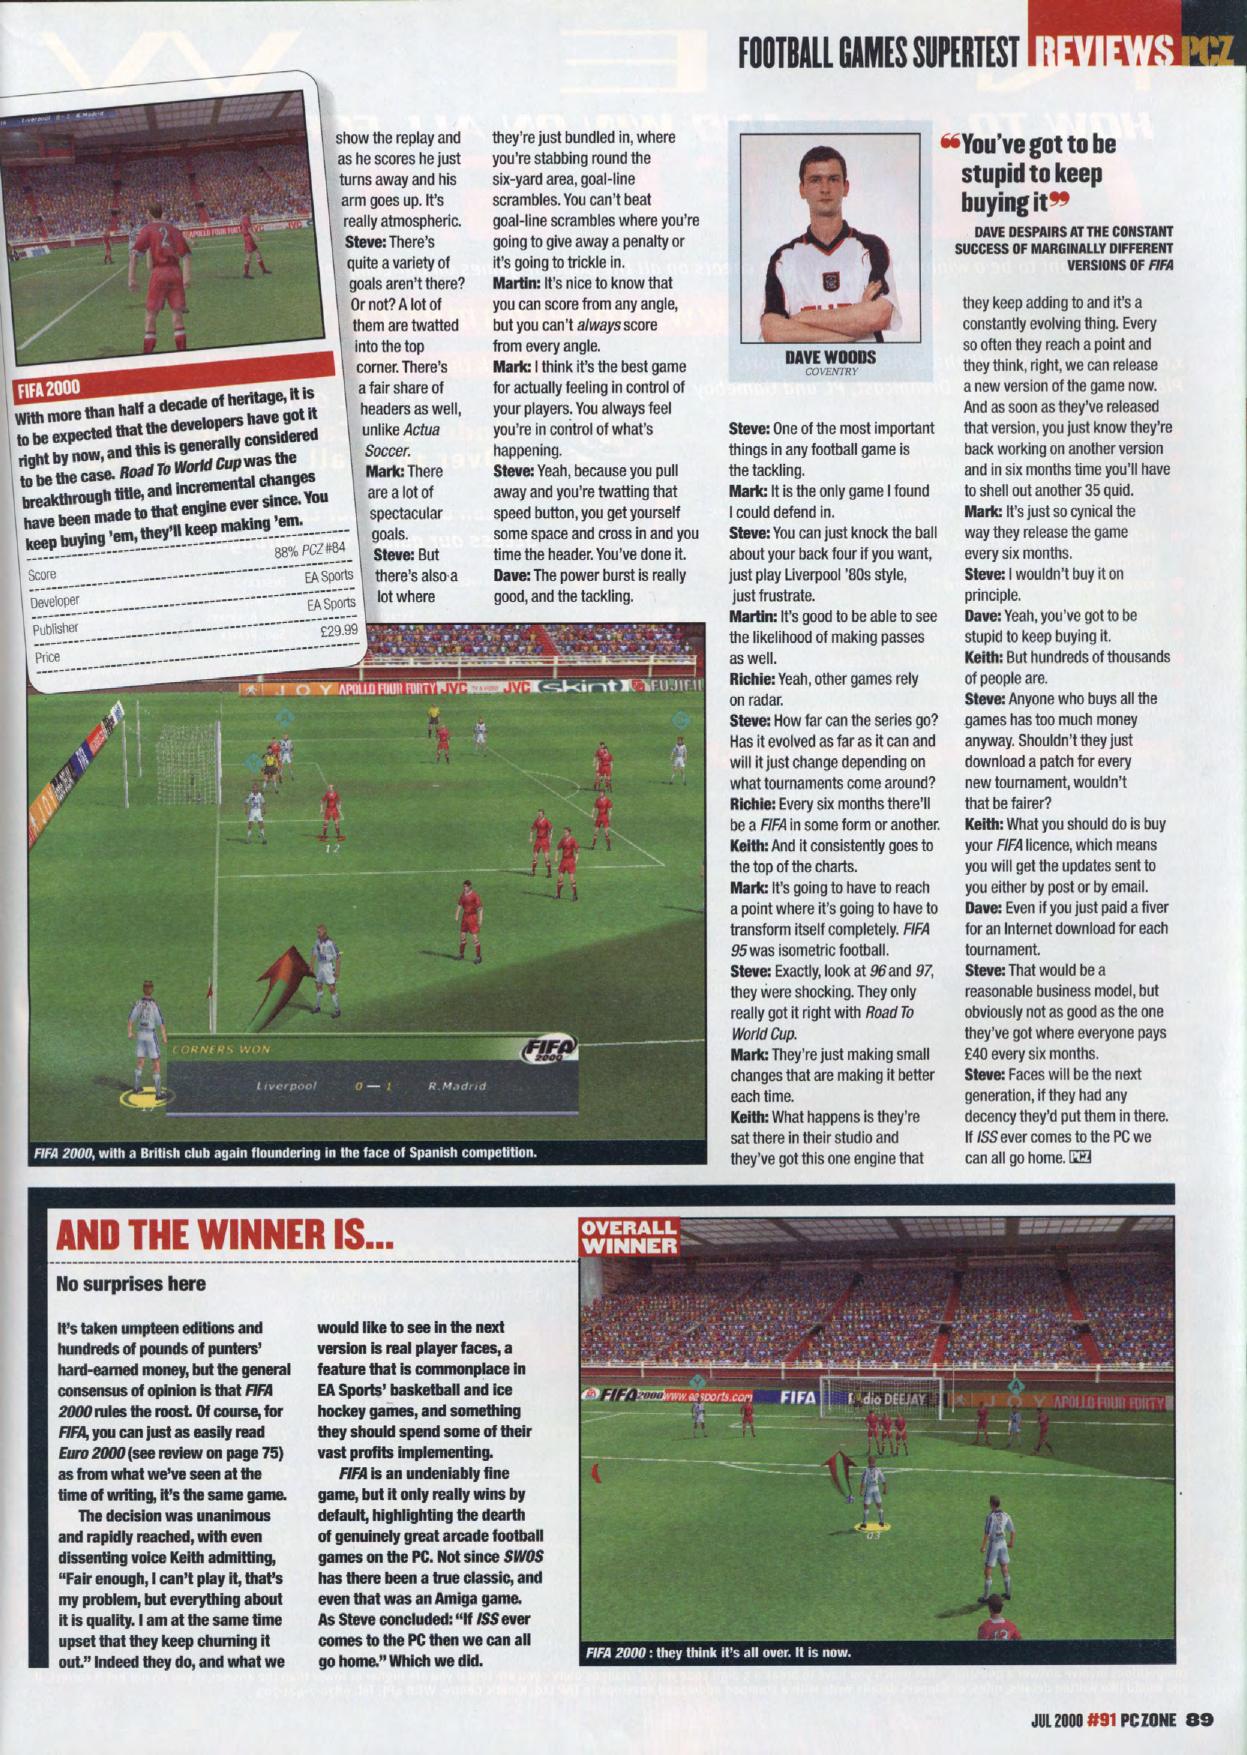 FOOTBALL GAMES SUPERTEST REVIEWS PCZ
FIFA 2000
With more than half a decade of heritage, it is
to be expected that the developers have got it
right by now, and this is generally considered
to be the case. Road To World Cup was the
breakthrough title, and incremental changes
have been made to that engine ever since. You
keep buying 'em, they'll keep making 'em.
Score 88% PCZ #84
Developer EA Sports
Publisher EA Sports
Price £29.99
show the replay and
as he scores he just
turns away and his
arm goes up. It's
really atmospheric.
Steve: There's
quite a variety of
goals aren't there?
Or not? A lot of
them are twatted
into the top
corner. There's
a fair share of
headers as well,
unlike Actua
Soccer.
Mark: There
are a lot of
spectacular
goals.
Steve: But
there's also a
lot where
they're just bundled in, where
you're stabbing round the
six-yard area, goal-line
scrambles. You can't beat
goal-line scrambles where you're
going to give away a penalty or
it's going to trickle in.
Martin: It's nice to know that
you can score from any angle,
but you can't always score
from every angle.
Mark: I think it's the best game
for actually feeling in control of
your players. You always feel
you're in control of what's
happening.
Steve: Yeah, because you pull
away and you're twatting that
speed button, you get yourself
some space and cross in and you
time the header. You've done it.
Dave: The power burst is really
good, and the tackling.
JOY APOLLO FOUR FORTY JVC JVC skint FUJIFI
12
17
CORNERS WON
FIFA
2000
Liverpool 0 — 1 R.Madrid
FIFA 2000, with a British club again floundering in the face of Spanish competition.
DAVE WOODS
COVENTRY
Steve: One of the most important
things in any football game is
the tackling.
Mark: It is the only game I found
I could defend in.
Steve: You can just knock the ball
about your back four if you want,
just play Liverpool '80s style,
just frustrate.
Martin: It's good to be able to see
the likelihood of making passes
as well.
Richie: Yeah, other games rely
on radar.
Steve: How far can the series go?
Has it evolved as far as it can and
will it just change depending on
what tournaments come around?
Richie: Every six months there'll
be a FIFA in some form or another.
Keith: And it consistently goes to
the top of the charts.
Mark: It's going to have to reach
a point where it's going to have to
transform itself completely. FIFA
95 was isometric football.
Steve: Exactly, look at 96 and 97,
they were shocking. They only
really got it right with Road To
World Cup.
Mark: They're just making small
changes that are making it better
each time.
Keith: What happens is they're
sat there in their studio and
they've got this one engine that
“You've got to be
stupid to keep
buying it”
DAVE DESPAIRS AT THE CONSTANT
SUCCESS OF MARGINALLY DIFFERENT
VERSIONS OF FIFA
they keep adding to and it's a
constantly evolving thing. Every
so often they reach a point and
they think, right, we can release
a new version of the game now.
And as soon as they've released
that version, you just know they're
back working on another version
and in six months time you'll have
to shell out another 35 quid.
Mark: It's just so cynical the
way they release the game
every six months.
Steve: I wouldn't buy it on
principle.
Dave: Yeah, you've got to be
stupid to keep buying it.
Keith: But hundreds of thousands
of people are.
Steve: Anyone who buys all the
games has too much money
anyway. Shouldn't they just
download a patch for every
new tournament, wouldn't
that be fairer?
Keith: What you should do is buy
your FIFA licence, which means
you will get the updates sent to
you either by post or by email.
Dave: Even if you just paid a fiver
for an Internet download for each
tournament.
Steve: That would be a
reasonable business model, but
obviously not as good as the one
they've got where everyone pays
£40 every six months.
Steve: Faces will be the next
generation, if they had any
decency they'd put them in there.
If ISS ever comes to the PC we
can all go home. PCZ
AND THE WINNER IS...
No surprises here
It's taken umpteen editions and
hundreds of pounds of punters'
hard-earned money, but the general
consensus of opinion is that FIFA
2000 rules the roost. Of course, for
FIFA, you can just as easily read
Euro 2000 (see review on page 75)
as from what we've seen at the
time of writing, it's the same game.
The decision was unanimous
and rapidly reached, with even
dissenting voice Keith admitting,
“Fair enough, I can't play it, that's
my problem, but everything about
it is quality. I am at the same time
upset that they keep churning it
out.” Indeed they do, and what we
would like to see in the next
version is real player faces, a
feature that is commonplace in
EA Sports' basketball and ice
hockey games, and something
they should spend some of their
vast profits implementing.
FIFA is an undeniably fine
game, but it only really wins by
default, highlighting the dearth
of genuinely great arcade football
games on the PC. Not since SWOS
has there been a true classic, and
even that was an Amiga game.
As Steve concluded: “If ISS ever
comes to the PC then we can all
go home.” Which we did.
OVERALL
WINNER
FIFA2000 www.easports.com FIFA DEEJAY APOLLO FOUR FORTY
FIFA 2000 : they think it's all over. It is now.
JUL 2000 #91 PC ZONE 89